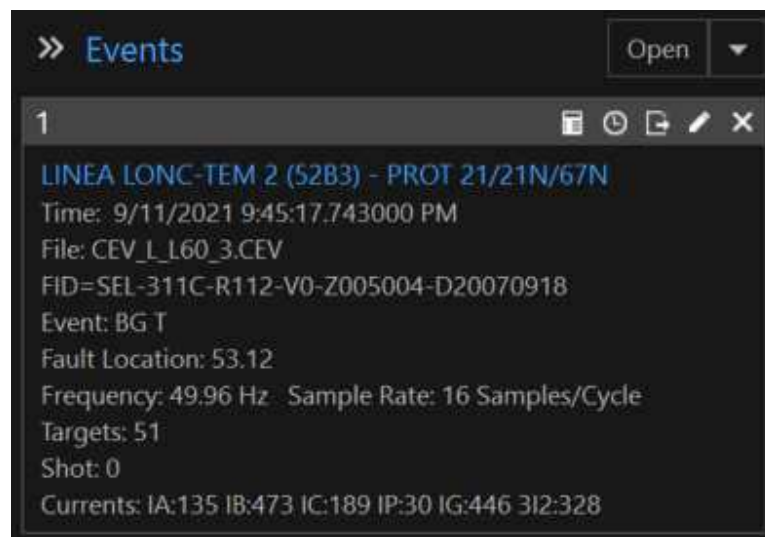 Events
Open
1
LINEA LONC-TEM 2 (52B3) - PROT 21/21N/67N
Time: 9/11/2021 9:45:17.743000 PM
File: CEV_L_L60_3.CEV
FID=SEL-311C-R112-V0-Z005004-D20070918
Event: BG T
Fault Location: 53.12
Frequency: 49.96 Hz Sample Rate: 16 Samples/Cycle
Targets: 51
Shot: 0
Currents: IA:135 IB:473 IC:189 IP:30 IG:446 3I2:328